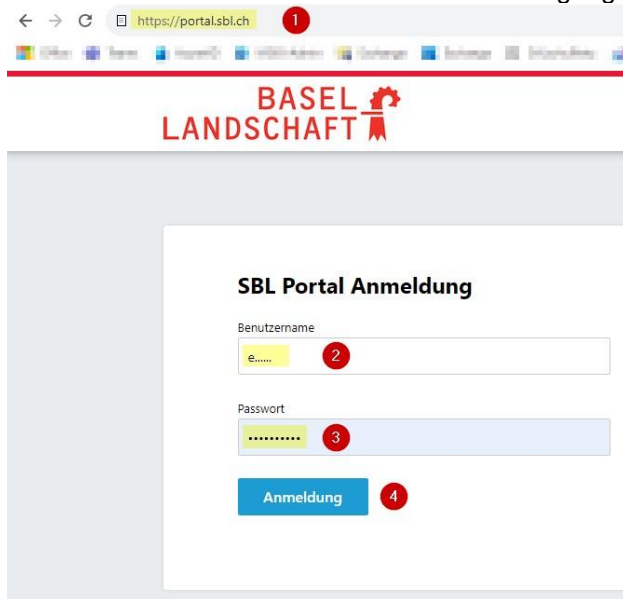 https://portal.sbl.ch 1
BASEL
LANDSCHAFT
SBL Portal Anmeldung
Benutzername
e...... 2
Passwort
•••••••••• 3
Anmeldung 4